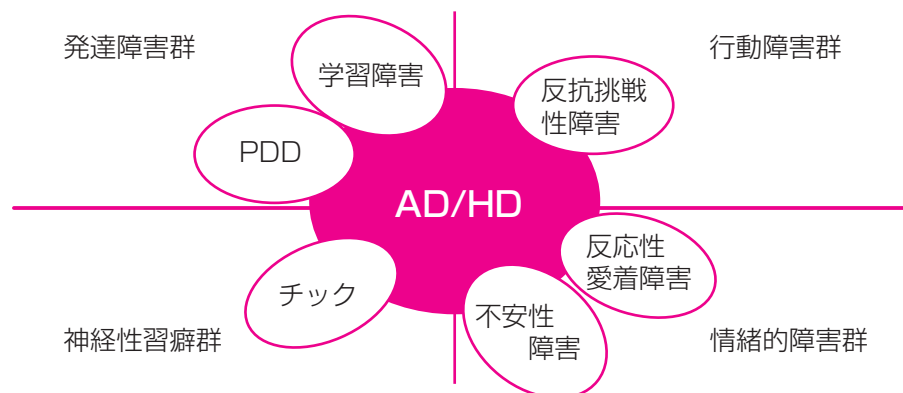 発達障害群
行動障害群
学習障害
反抗挑戦
性障害
PDD
AD/HD
反応性
愛着障害
チック
不安性
障害
神経性習癖群
情緒的障害群